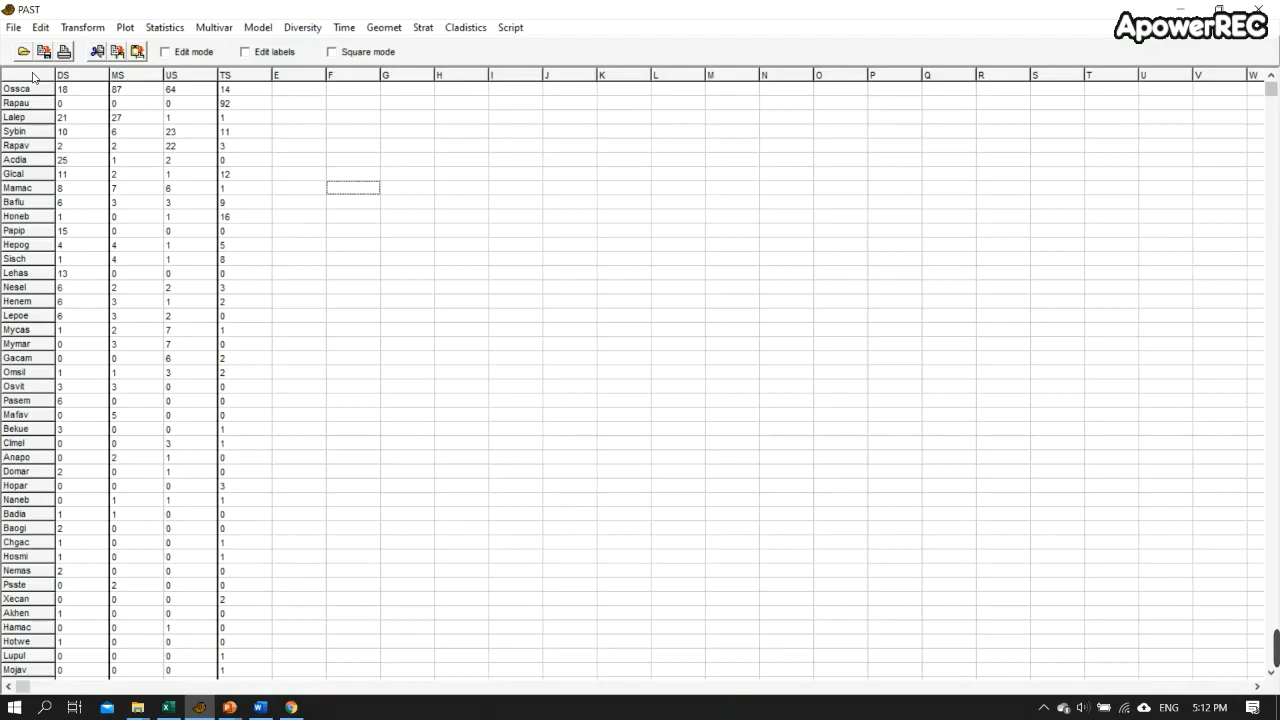 PAST
ApowerREC
File Edit Transform Plot Statistics Multivar Model Diversity Time Geomet Strat Cladistics Script
Edit mode Edit labels Square mode
DS MS US TS E F G H I J K L M N O P Q R S T U V W
Ossca 18 87 64 14
Rapau 0 0 0 92
Lalep 21 27 1 1
Sybin 10 6 23 11
Rapav 2 2 22 3
Acdia 25 1 2 0
Glcal 11 2 1 12
Mamac 8 7 6 1
Baflu 6 3 3 9
Honeb 1 0 1 16
Papip 15 0 0 0
Hepog 4 4 1 5
Sisch 1 4 1 8
Lehas 13 0 0 0
Nesel 6 2 2 3
Henem 6 3 1 2
Lepoe 6 3 2 0
Mycas 1 2 7 1
Mymar 0 3 7 0
Gacam 0 0 6 2
Omsil 1 1 3 2
Osvit 3 3 0 0
Pasem 6 0 0 0
Mafav 0 5 0 0
Bekue 3 0 0 1
Clmel 0 0 3 1
Anapo 0 2 1 0
Domar 2 0 1 0
Hopar 0 0 0 3
Naneb 0 1 1 1
Badia 1 1 0 0
Baogi 2 0 0 0
Chgac 1 0 0 1
Hosmi 1 0 0 1
Nemas 2 0 0 0
Psste 0 2 0 0
Xecan 0 0 0 2
Akhen 1 0 0 0
Hamac 0 0 1 0
Hotwe 1 0 0 0
Lupul 0 0 0 1
Mojav 0 0 0 1
ENG 5:12 PM